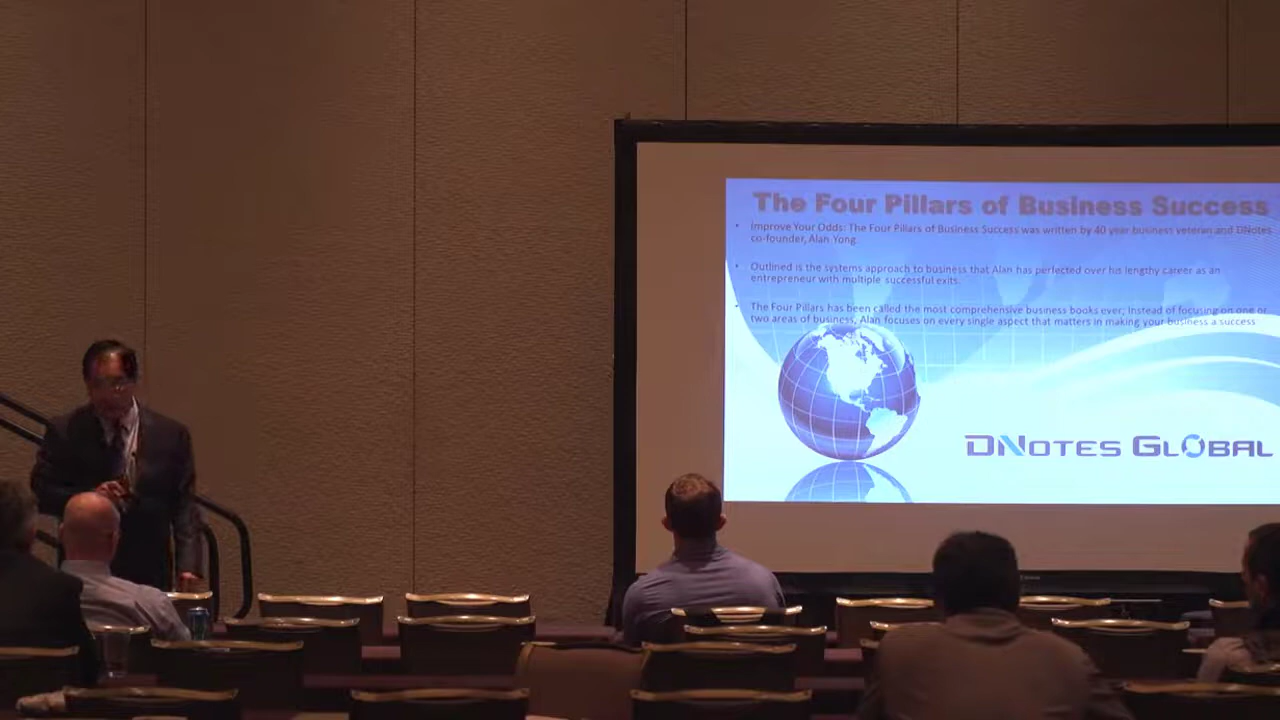 The Four Pillars of Business Success
• Improve Your Odds: The Four Pillars of Business Success was written by 40 year business veteran and DNotes
co-founder, Alan Yong.
• Outlined is the systems approach to business that Alan has perfected over his lengthy career as an
entrepreneur with multiple successful exits.
• The Four Pillars has been called the most comprehensive business books ever; instead of focusing on one or
two areas of business, Alan focuses on every single aspect that matters in making your business a success
DNOTES GLOBAL